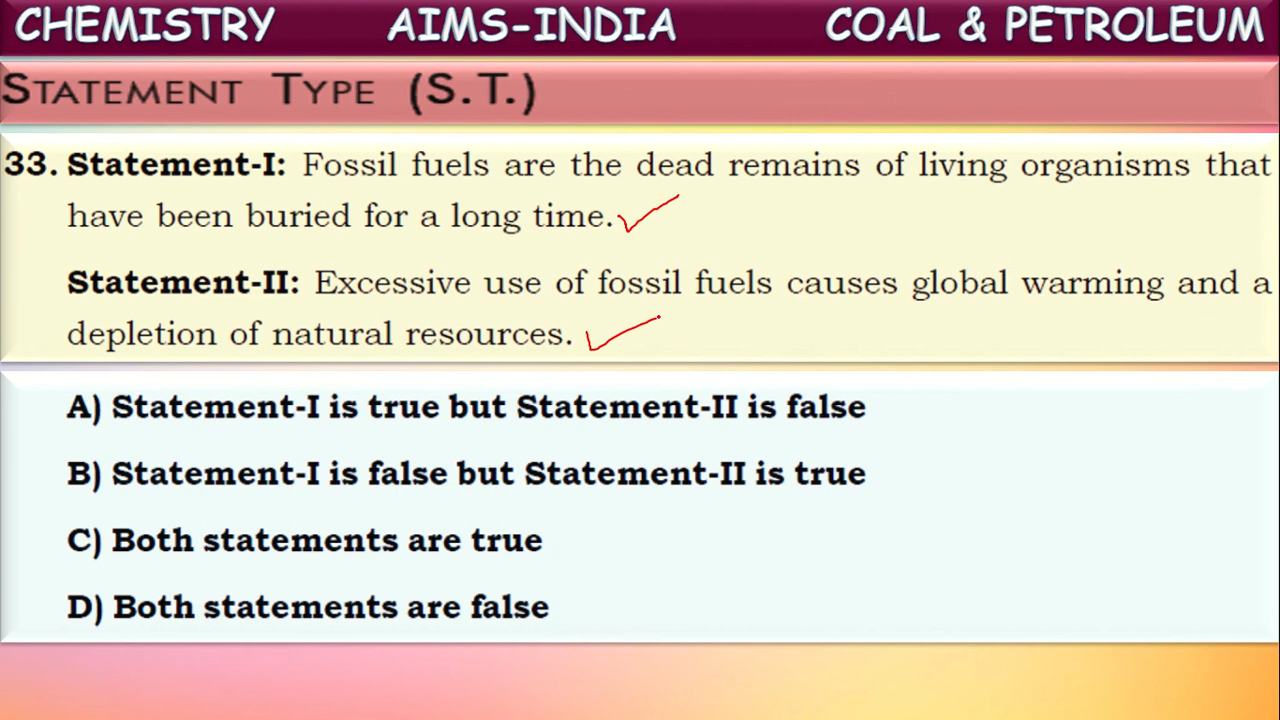 CHEMISTRY AIMS-INDIA COAL & PETROLEUM
STATEMENT TYPE (S.T.)
33. Statement-I: Fossil fuels are the dead remains of living organisms that
have been buried for a long time.
Statement-II: Excessive use of fossil fuels causes global warming and a
depletion of natural resources.
A) Statement-I is true but Statement-II is false
B) Statement-I is false but Statement-II is true
C) Both statements are true
D) Both statements are false